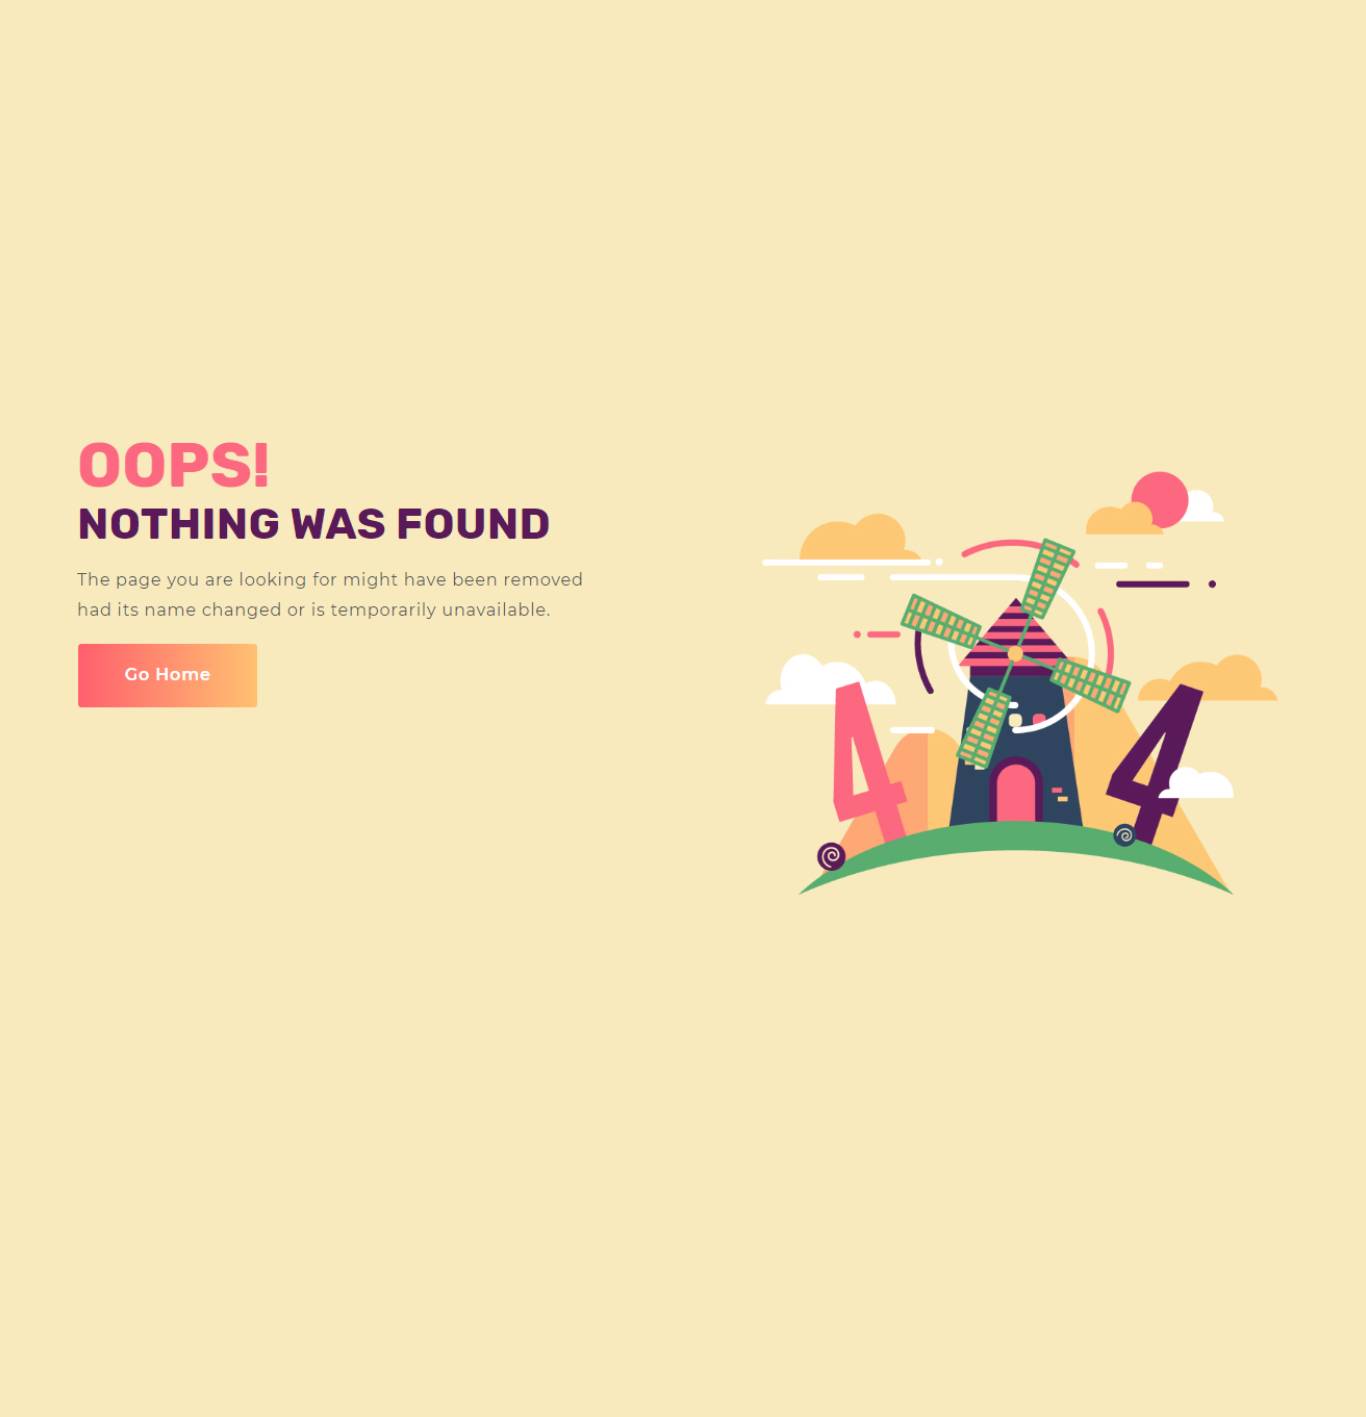 OOPS!
NOTHING WAS FOUND
The page you are looking for might have been removed
had its name changed or is temporarily unavailable.
Go Home
4 4